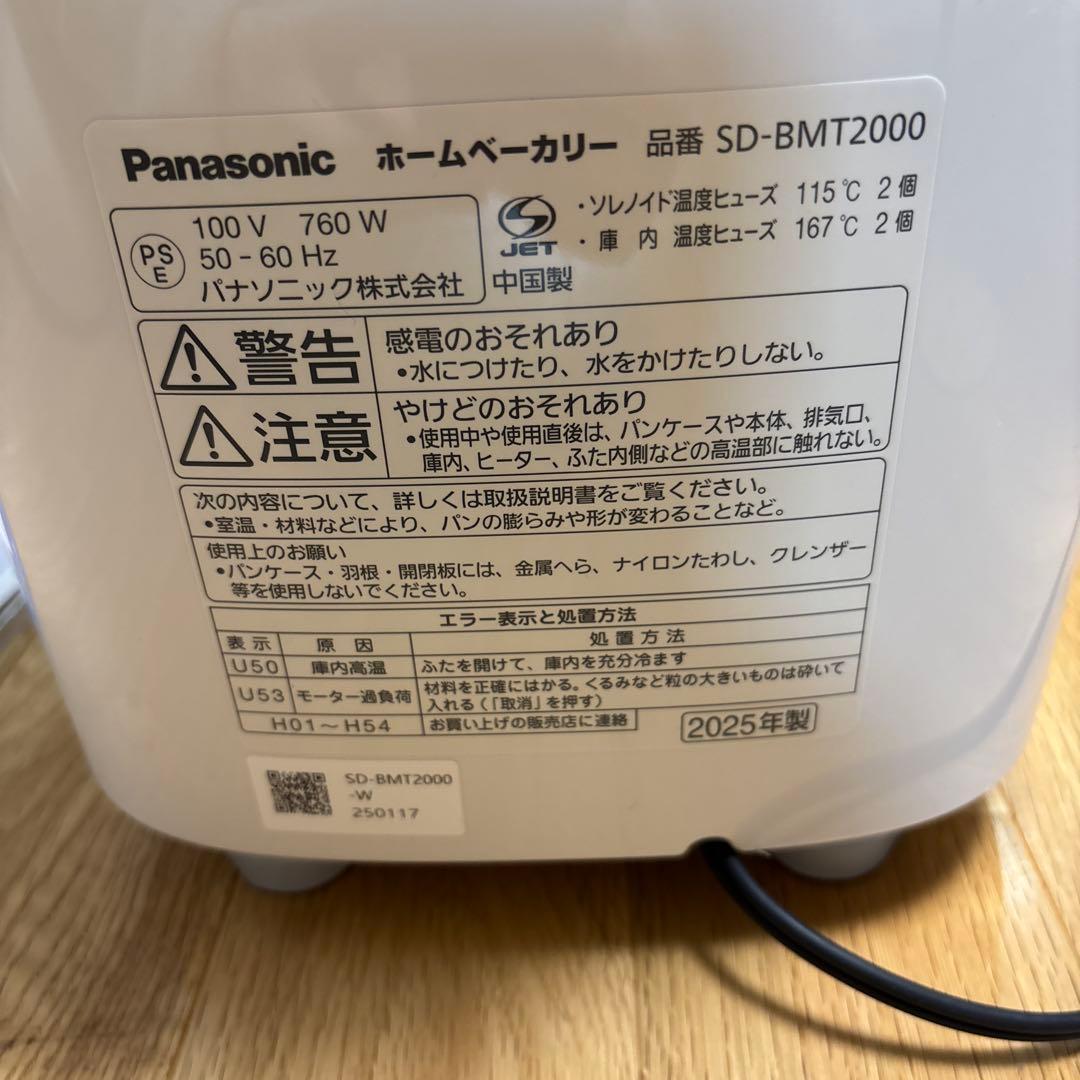 Panasonic ホームベーカリー 品番 SD-BMT2000
PS E
100 V 760 W
50 - 60 Hz
パナソニック株式会社
JET
中国製
・ソレノイド温度ヒューズ 115℃ 2個
・庫内 温度ヒューズ 167℃ 2個
警告
感電のおそれあり
•水につけたり、水をかけたりしない。
注意
やけどのおそれあり
•使用中や使用直後は、パンケースや本体、排気口、
庫内、ヒーター、ふた内側などの高温部に触れない。
次の内容について、詳しくは取扱説明書をご覧ください。
•室温・材料などにより、パンの膨らみや形が変わることなど。
使用上のお願い
•パンケース・羽根・開閉板には、金属へら、ナイロンたわし、クレンザー
等を使用しないでください。
エラー表示と処置方法
表示 原因 処置方法
U50 庫内高温 ふたを開けて、庫内を充分冷ます
U53 モーター過負荷 材料を正確にはかる。くるみなど粒の大きいものは砕いて
入れる(「取消」を押す)
H01～H54 お買い上げの販売店に連絡
2025年製
SD-BMT2000
-W
250117